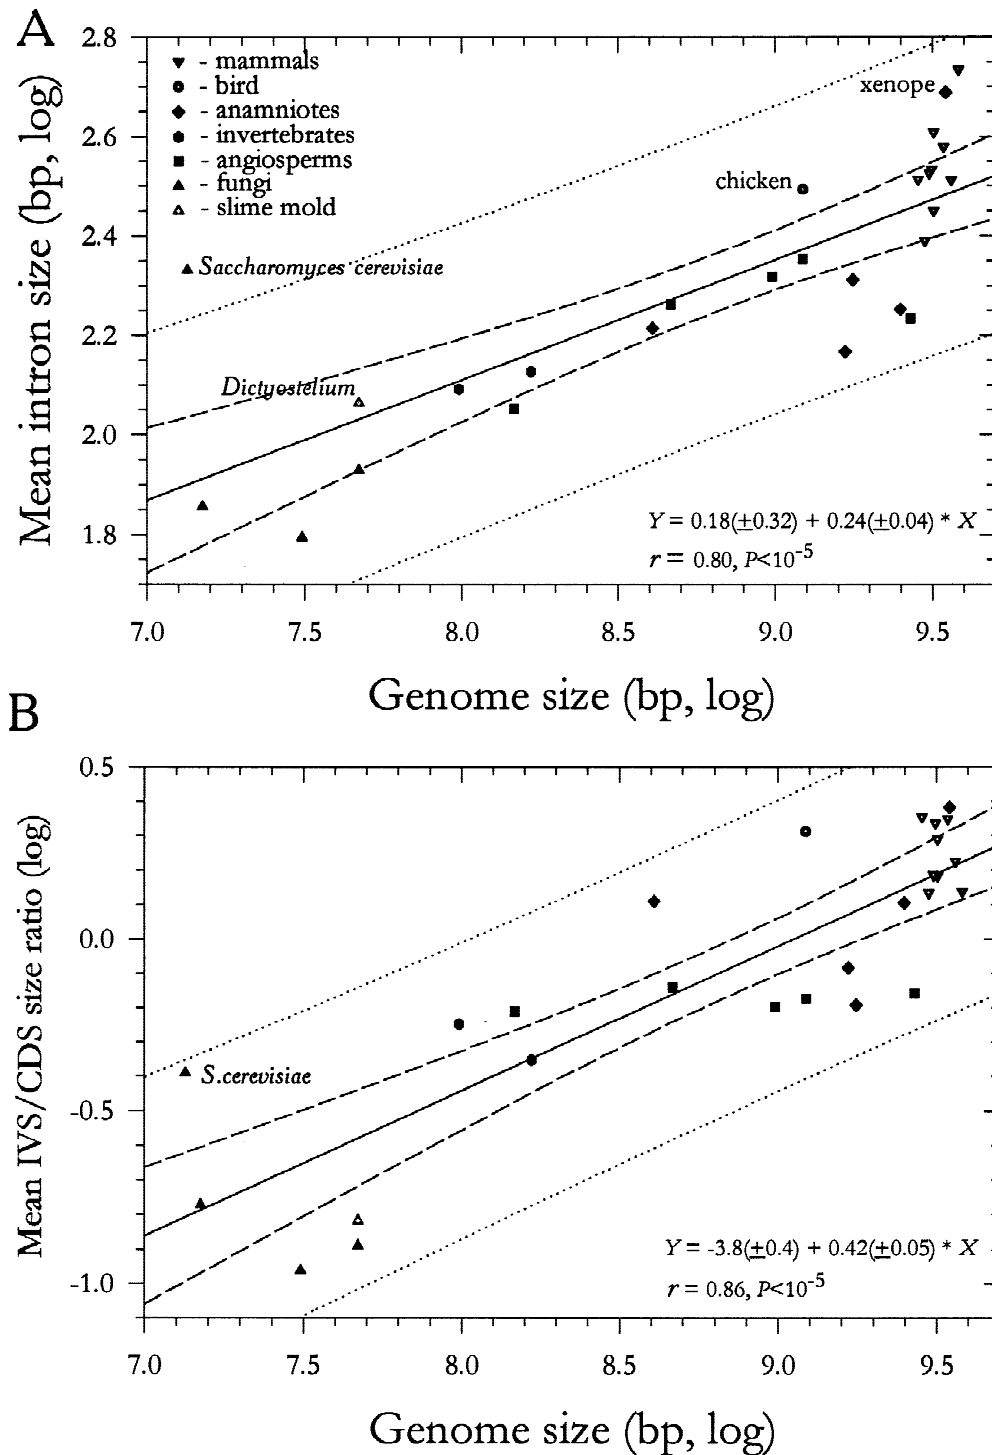 A
Mean intron size (bp, log)
2.8
2.6
2.4
2.2
2.0
1.8
- mammals
- bird
- anamniotes
- invertebrates
- angiosperms
- fungi
- slime mold
xenope
chicken
Saccharomyces cerevisiae
Dictyostelium
Y = 0.18(±0.32) + 0.24(±0.04) * X
r = 0.80, P<10-5
7.0 7.5 8.0 8.5 9.0 9.5
Genome size (bp, log)
B
Mean IVS/CDS size ratio (log)
0.5
0.0
-0.5
-1.0
S.cerevisiae
Y = -3.8(±0.4) + 0.42(±0.05) * X
r = 0.86, P<10-5
7.0 7.5 8.0 8.5 9.0 9.5
Genome size (bp, log)